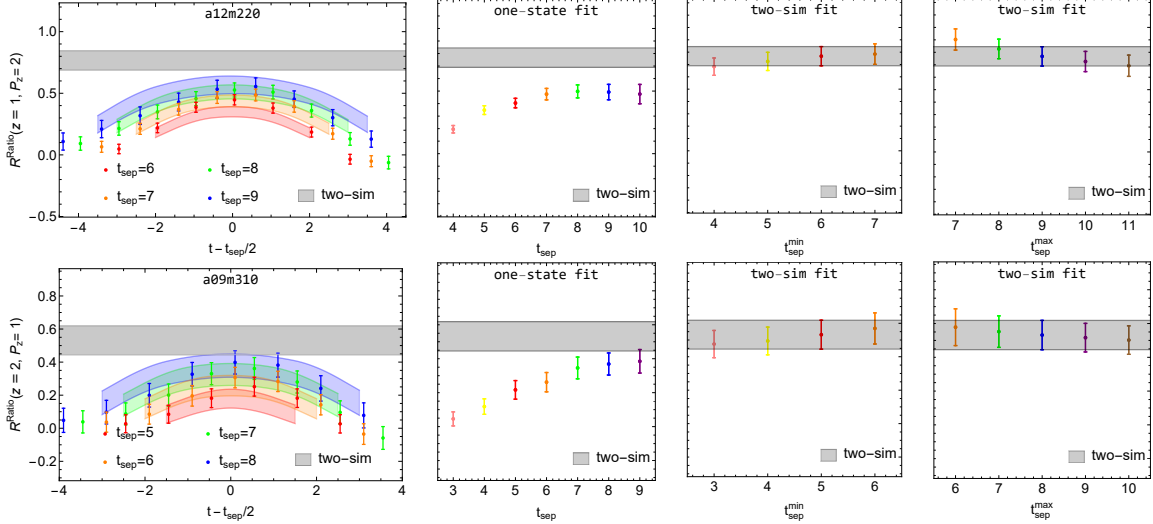 a12m220
one-state fit
two-sim fit
two-sim fit
R^Ratio(z= 1, P_z= 2)
1.0
0.5
0.0
−0.5
t_sep=6
t_sep=8
t_sep=7
t_sep=9
two-sim
two-sim
two-sim
two-sim
−4 −2 0 2 4
4 5 6 7 8 9 10
4 5 6 7
7 8 9 10 11
t−t_sep/2
t_sep
t_sep^min
t_sep^max
a09m310
one-state fit
two-sim fit
two-sim fit
R^Ratio(z= 2, P_z= 1)
0.8
0.6
0.4
0.2
0.0
−0.2
t_sep=5
t_sep=7
t_sep=6
t_sep=8
two-sim
two-sim
two-sim
two-sim
−4 −2 0 2 4
3 4 5 6 7 8 9
3 4 5 6
6 7 8 9 10
t−t_sep/2
t_sep
t_sep^min
t_sep^max